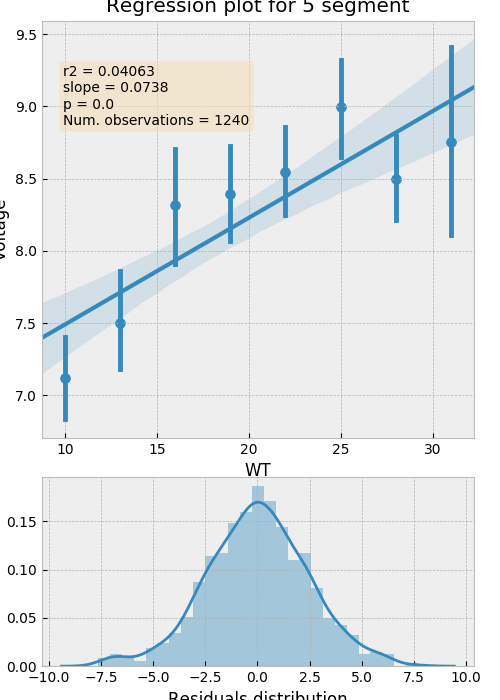 Regression plot for 5 segment
9.5
r2 = 0.04063
slope = 0.0738
p = 0.0
Num. observations = 1240
9.0
8.5
8.0
7.5
7.0
Voltage
10 15 20 25 30
WT
0.15
0.10
0.05
0.00
−10.0 −7.5 −5.0 −2.5 0.0 2.5 5.0 7.5 10.0
Residuals distribution